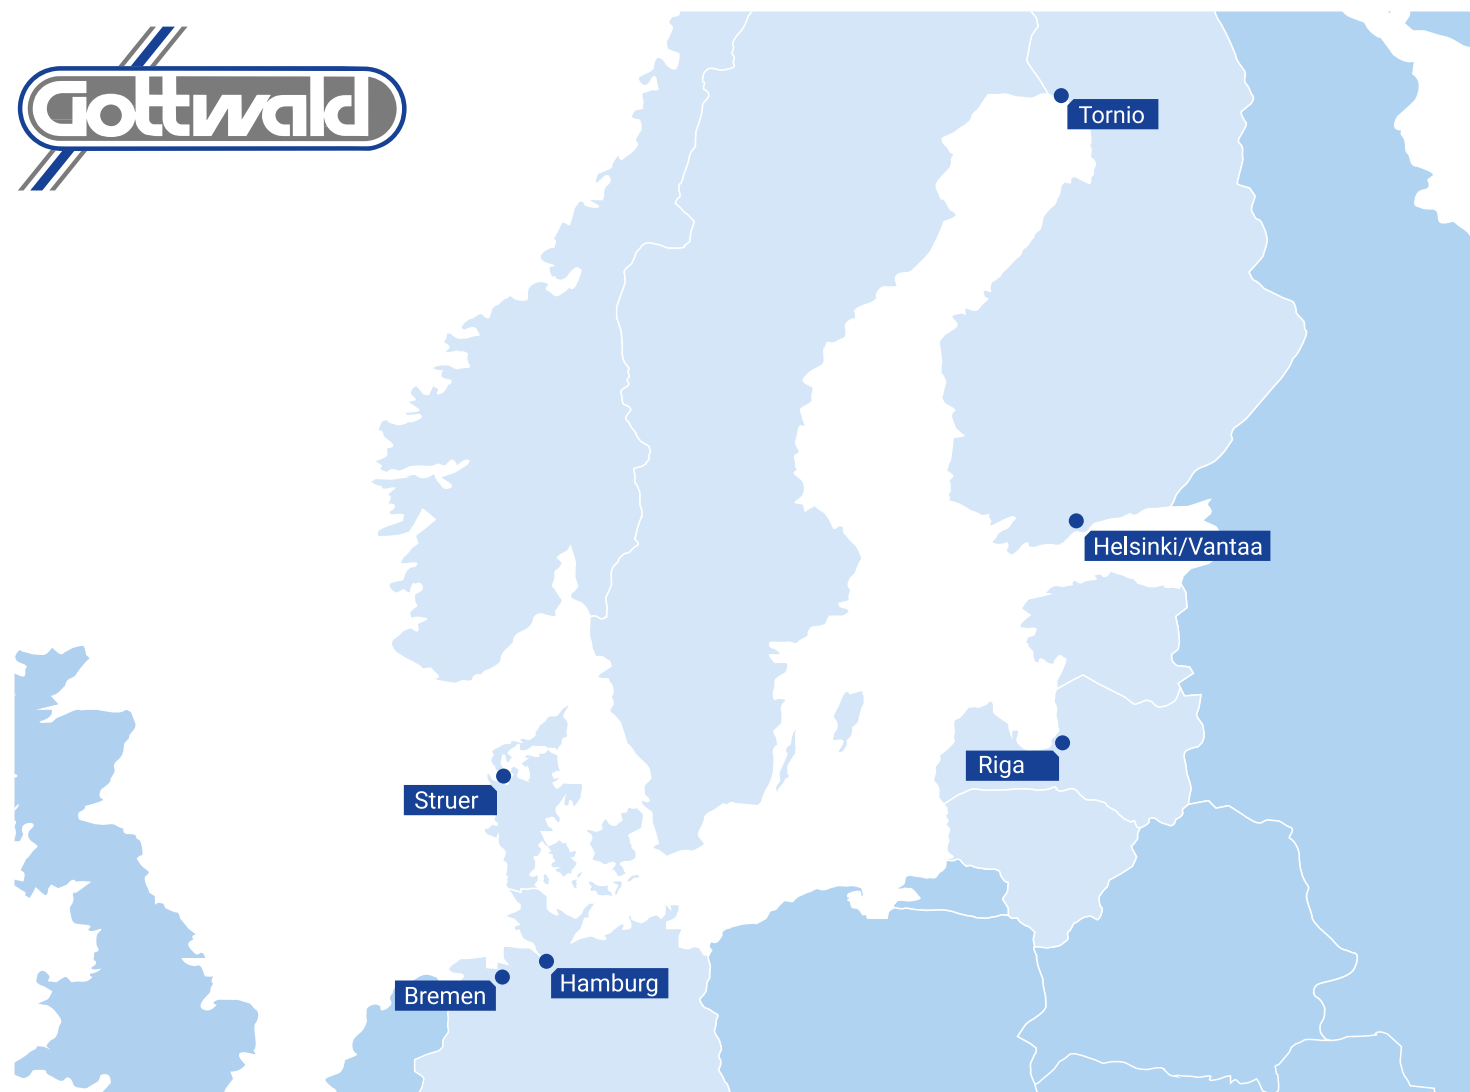 Gottwald
Tornio
Helsinki/Vantaa
Riga
Struer
Hamburg
Bremen